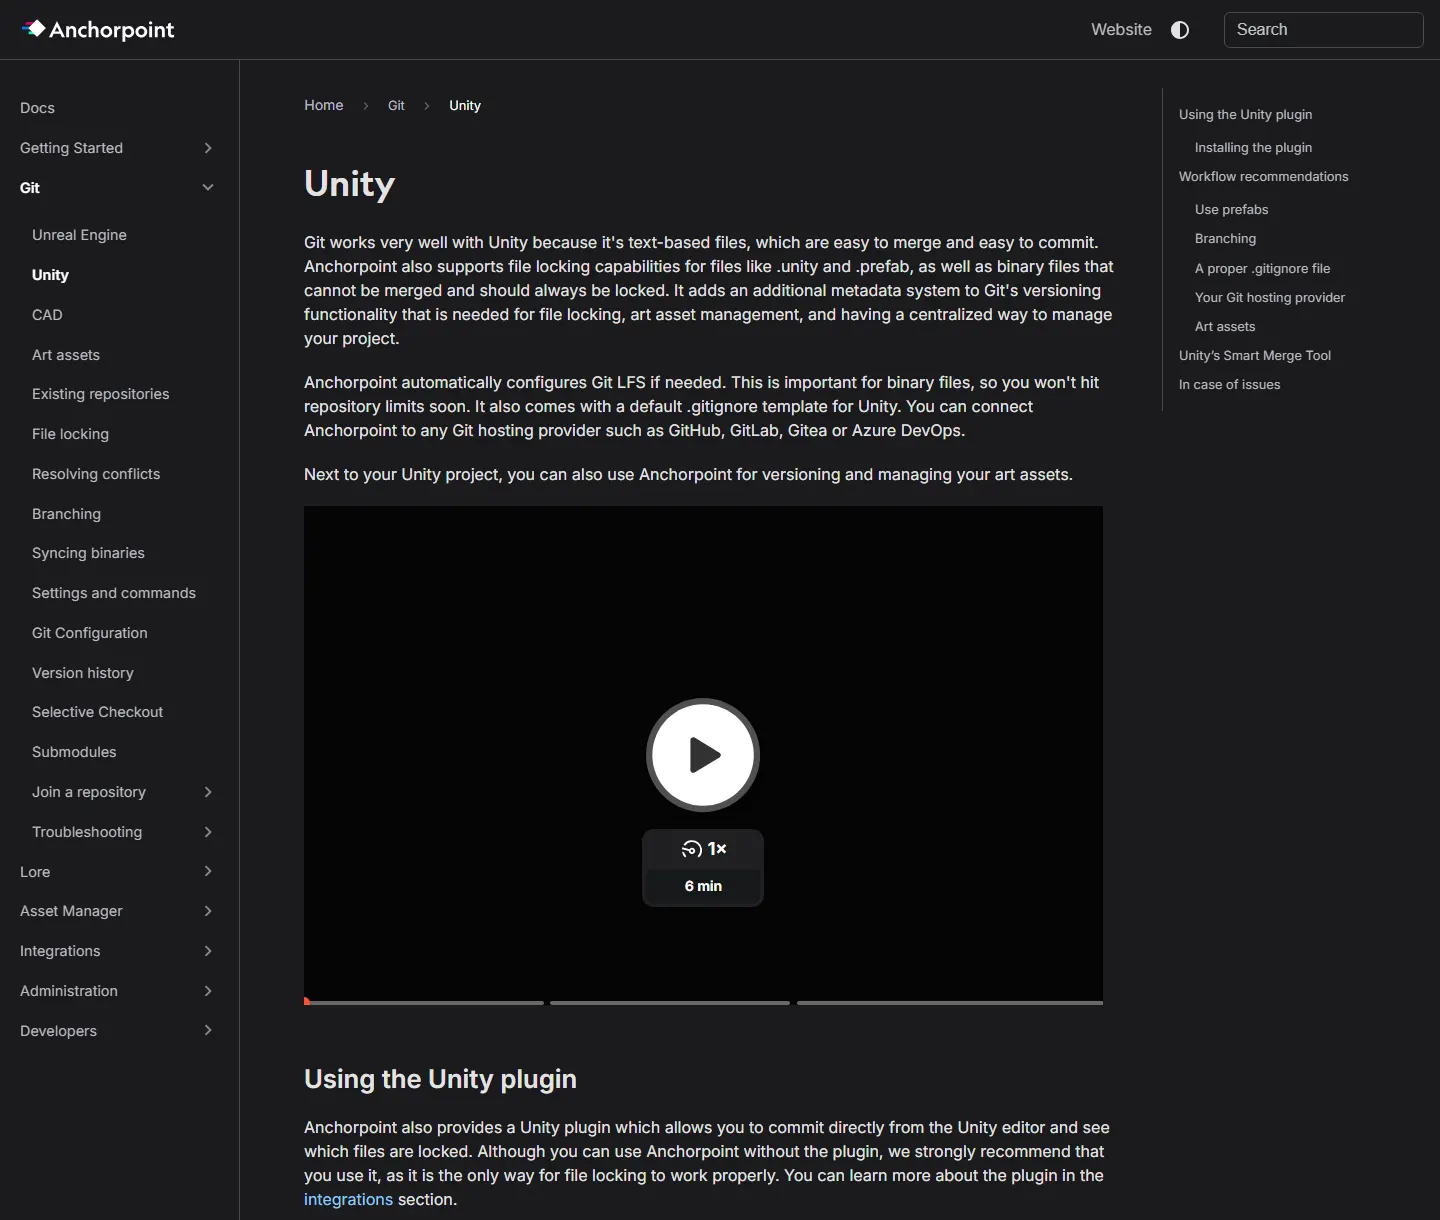 Anchorpoint
Website
Search
Docs
Getting Started
Git
Unreal Engine
Unity
CAD
Art assets
Existing repositories
File locking
Resolving conflicts
Branching
Syncing binaries
Settings and commands
Git Configuration
Version history
Selective Checkout
Submodules
Join a repository
Troubleshooting
Lore
Asset Manager
Integrations
Administration
Developers
Home > Git > Unity
Unity
Git works very well with Unity because it's text-based files, which are easy to merge and easy to commit.
Anchorpoint also supports file locking capabilities for files like .unity and .prefab, as well as binary files that
cannot be merged and should always be locked. It adds an additional metadata system to Git's versioning
functionality that is needed for file locking, art asset management, and having a centralized way to manage
your project.
Anchorpoint automatically configures Git LFS if needed. This is important for binary files, so you won't hit
repository limits soon. It also comes with a default .gitignore template for Unity. You can connect
Anchorpoint to any Git hosting provider such as GitHub, GitLab, Gitea or Azure DevOps.
Next to your Unity project, you can also use Anchorpoint for versioning and managing your art assets.
1×
6 min
Using the Unity plugin
Anchorpoint also provides a Unity plugin which allows you to commit directly from the Unity editor and see
which files are locked. Although you can use Anchorpoint without the plugin, we strongly recommend that
you use it, as it is the only way for file locking to work properly. You can learn more about the plugin in the
integrations section.
Using the Unity plugin
Installing the plugin
Workflow recommendations
Use prefabs
Branching
A proper .gitignore file
Your Git hosting provider
Art assets
Unity’s Smart Merge Tool
In case of issues